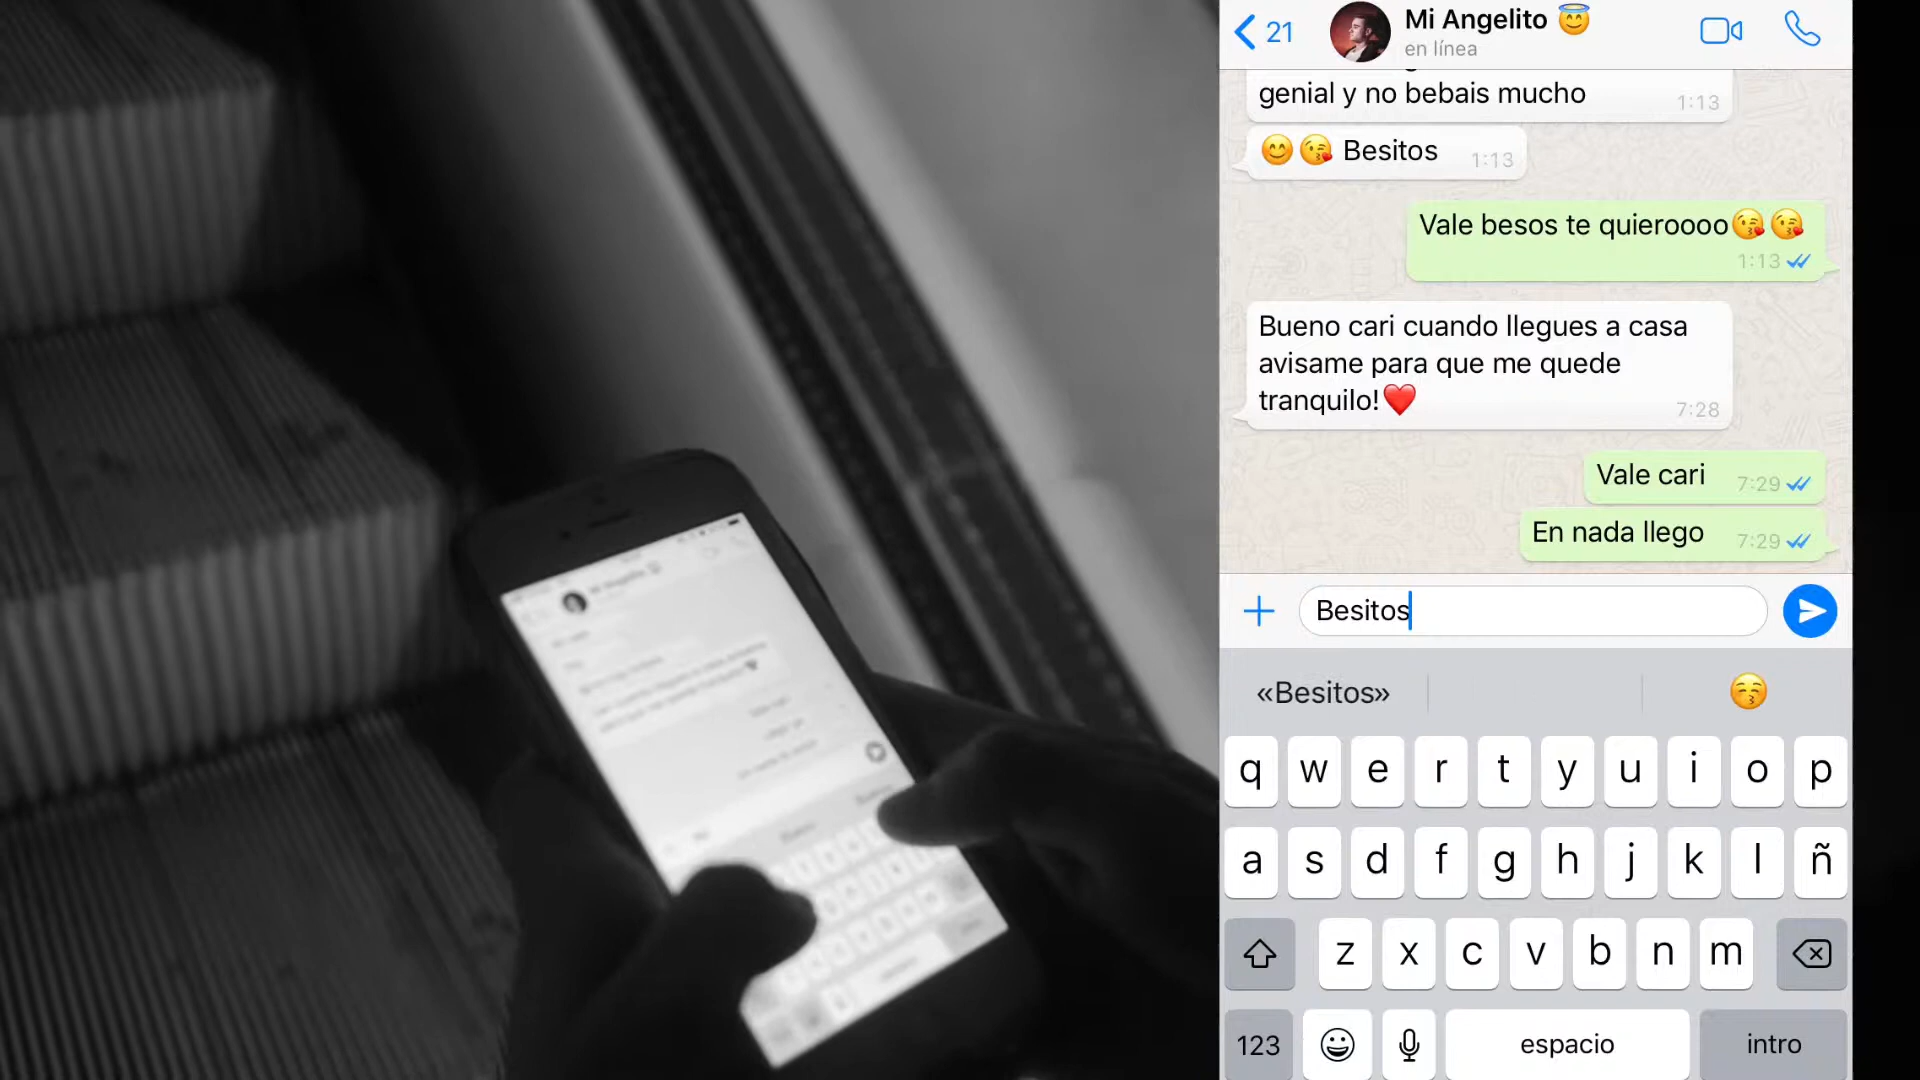 21
Mi Angelito 😇
en línea
genial y no bebais mucho 1:13
😊😘 Besitos 1:13
Vale besos te quieroooo😘😘
1:13
Bueno cari cuando llegues a casa
avisame para que me quede
tranquilo!❤️ 7:28
Vale cari 7:29
En nada llego 7:29
Besitos
«Besitos» 😚
q w e r t y u i o p
a s d f g h j k l ñ
z x c v b n m
123 espacio intro